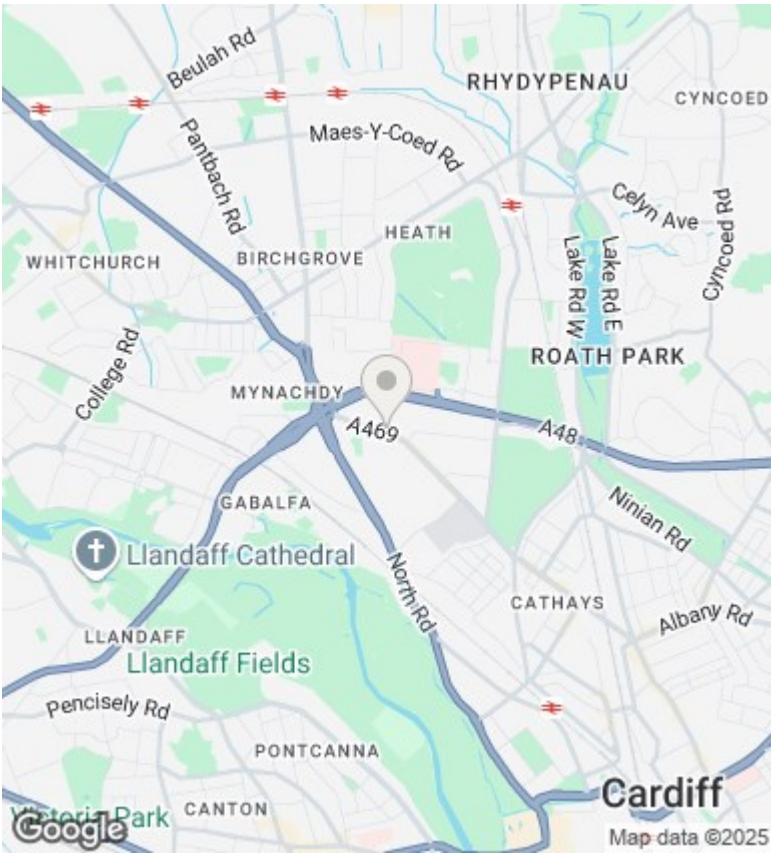 Beulah Rd
RHYDYPENAU
CYNCOED
Maes-Y-Coed Rd
Pantbach Rd
Celyn Ave
HEATH
Lake Rd W
Lake Rd E
Cyncoed Rd
WHITCHURCH
BIRCHGROVE
College Rd
ROATH PARK
MYNACHDY
A469
A48
GABALFA
Ninian Rd
Llandaff Cathedral
North Rd
CATHAYS
Albany Rd
LLANDAFF
Llandaff Fields
Pencisely Rd
PONTCANNA
Cardiff
Victoria Park
CANTON
Google
Map data ©2025